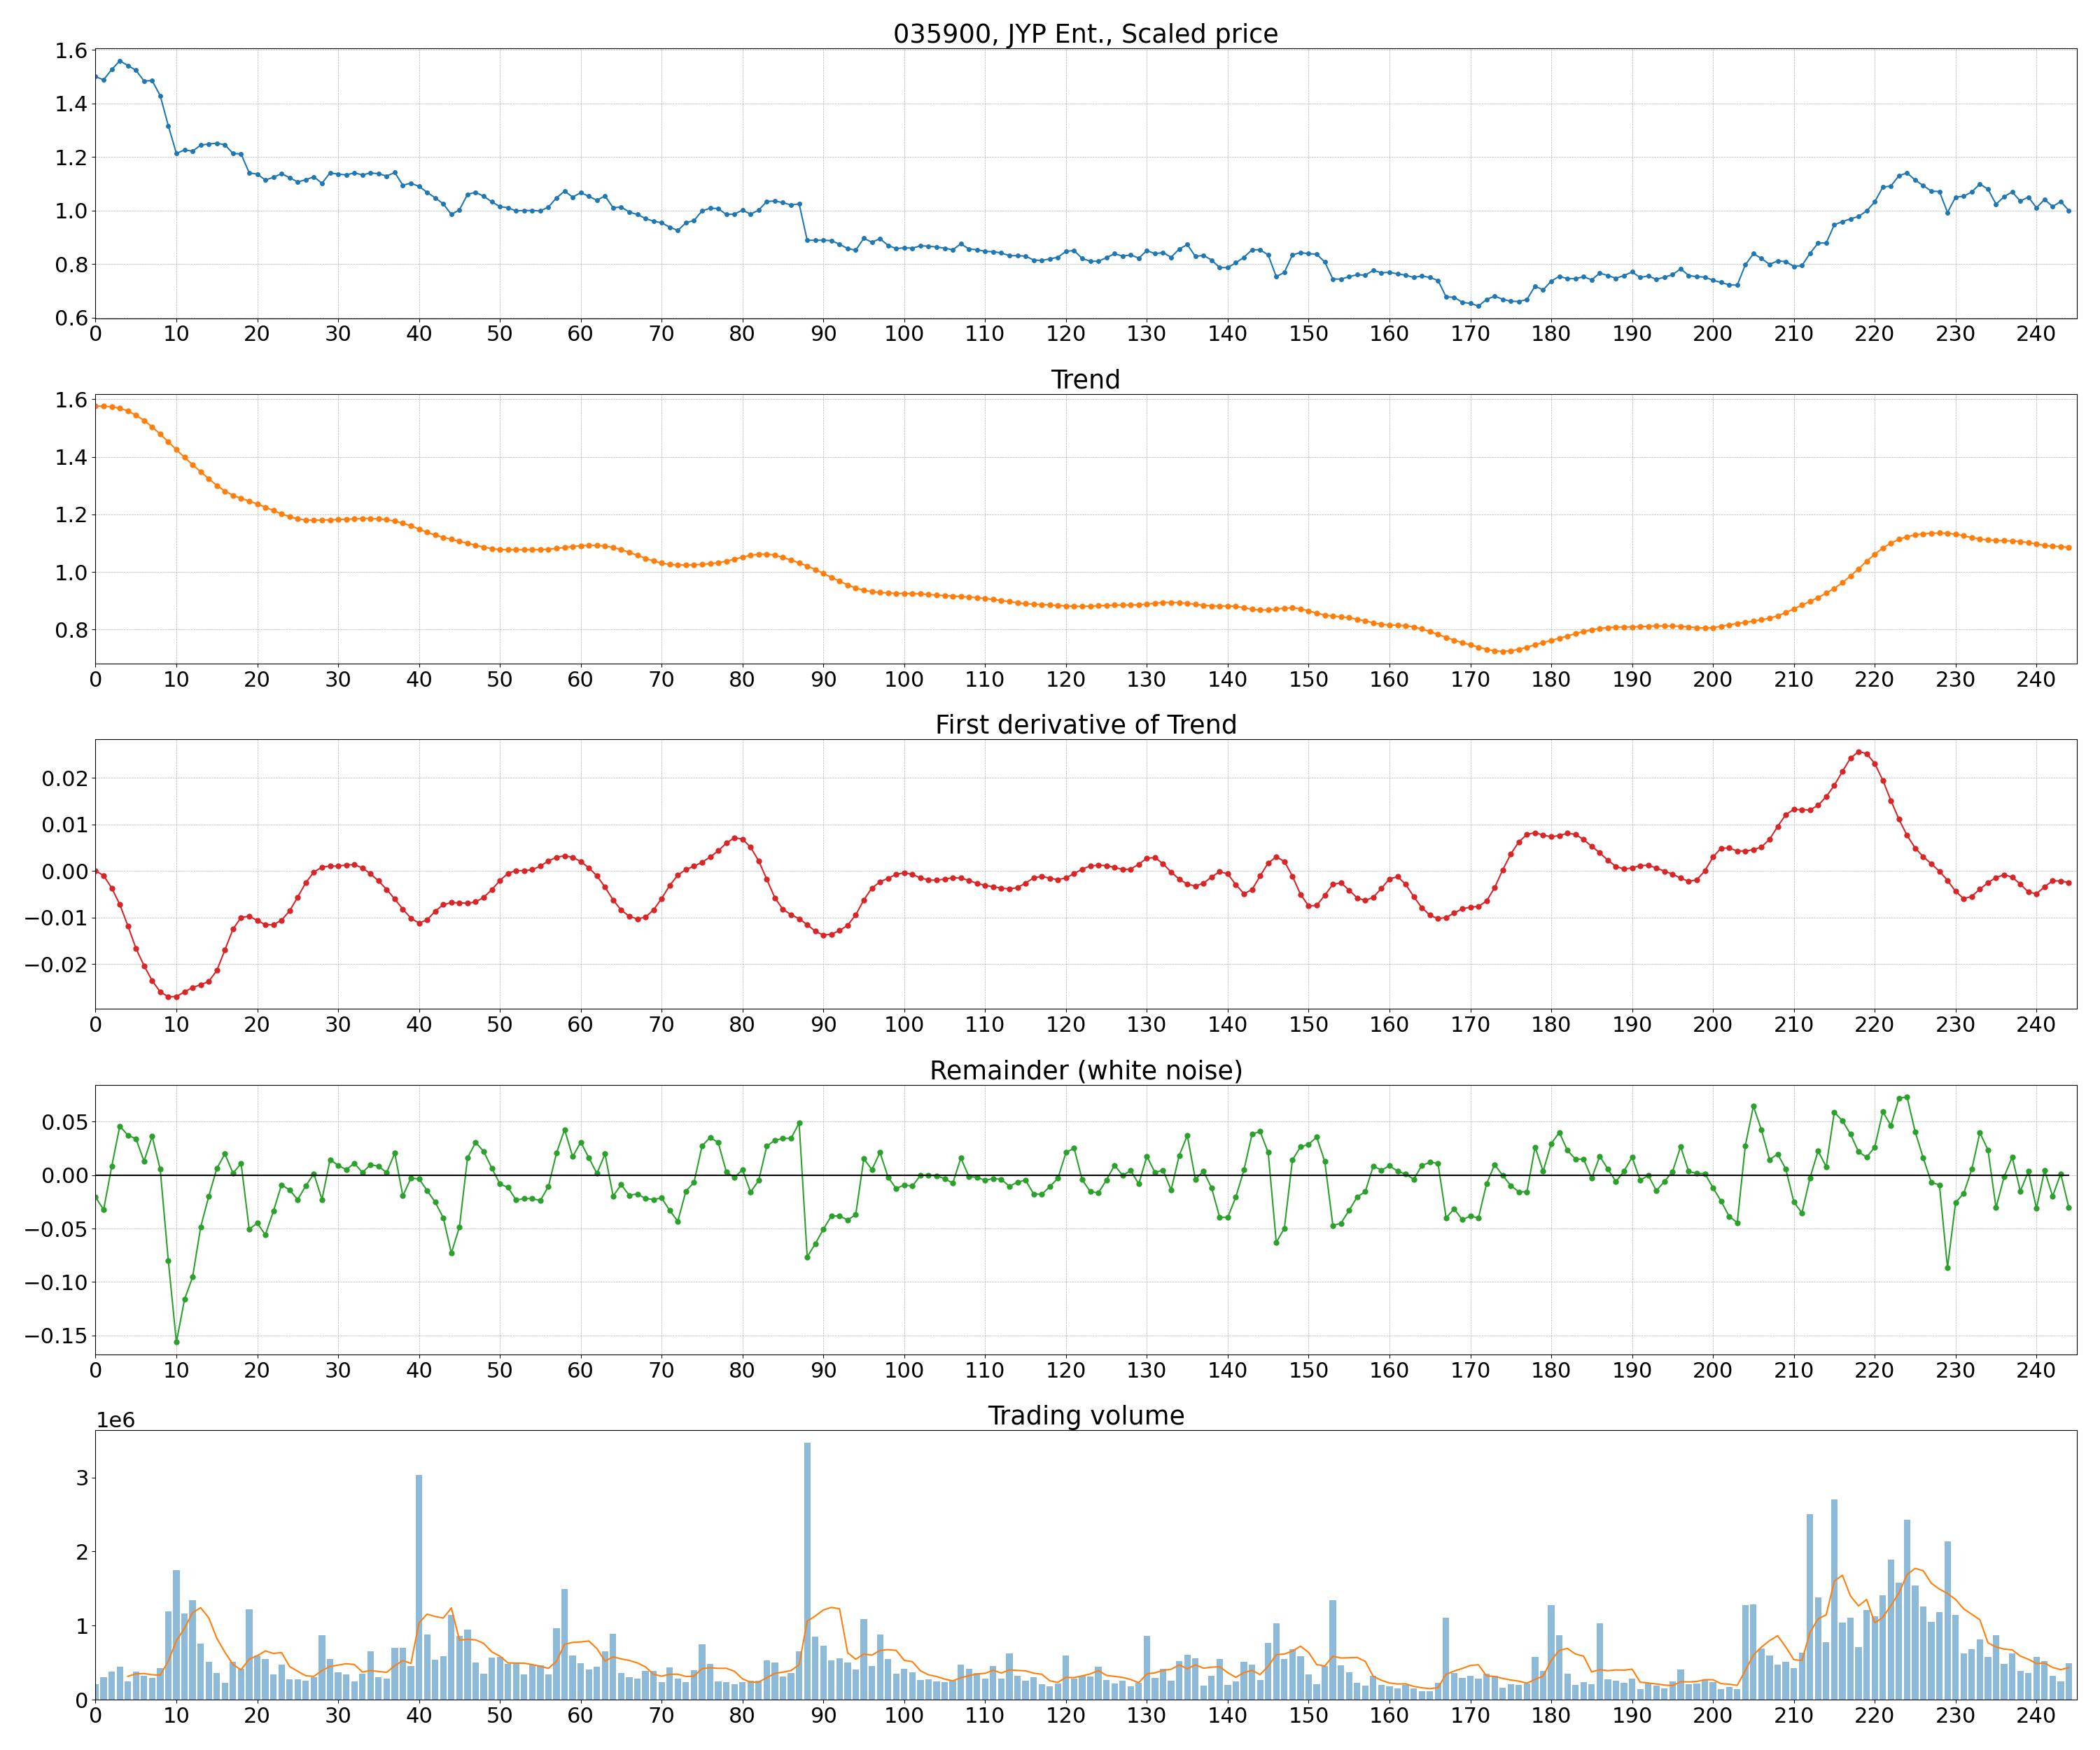 035900, JYP Ent., Scaled price
1.6
1.4
1.2
1.0
0.8
0.6
0 10 20 30 40 50 60 70 80 90 100 110 120 130 140 150 160 170 180 190 200 210 220 230 240
Trend
1.6
1.4
1.2
1.0
0.8
0 10 20 30 40 50 60 70 80 90 100 110 120 130 140 150 160 170 180 190 200 210 220 230 240
First derivative of Trend
0.02
0.01
0.00
−0.01
−0.02
0 10 20 30 40 50 60 70 80 90 100 110 120 130 140 150 160 170 180 190 200 210 220 230 240
Remainder (white noise)
0.05
0.00
−0.05
−0.10
−0.15
0 10 20 30 40 50 60 70 80 90 100 110 120 130 140 150 160 170 180 190 200 210 220 230 240
Trading volume
1e6
3
2
1
0
0 10 20 30 40 50 60 70 80 90 100 110 120 130 140 150 160 170 180 190 200 210 220 230 240